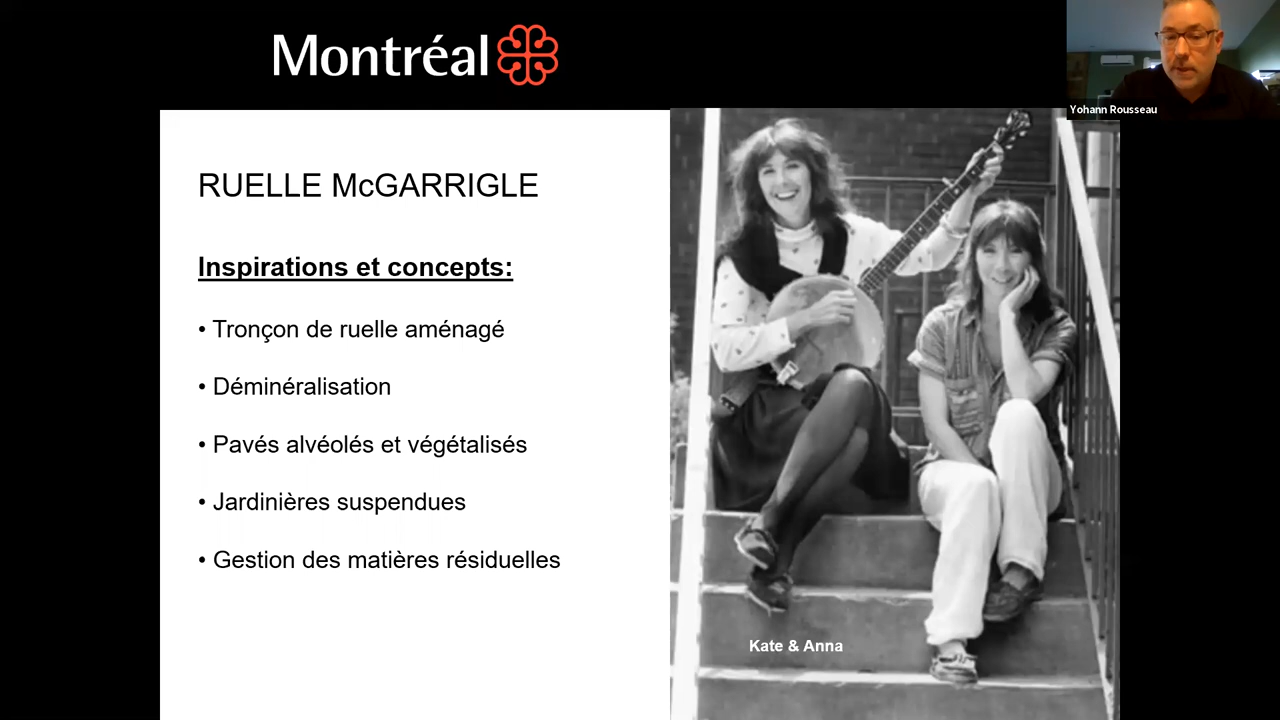 Montréal
Yohann Rousseau
RUELLE McGARRIGLE
Inspirations et concepts:
• Tronçon de ruelle aménagé
• Déminéralisation
• Pavés alvéolés et végétalisés
• Jardinières suspendues
• Gestion des matières résiduelles
Kate & Anna